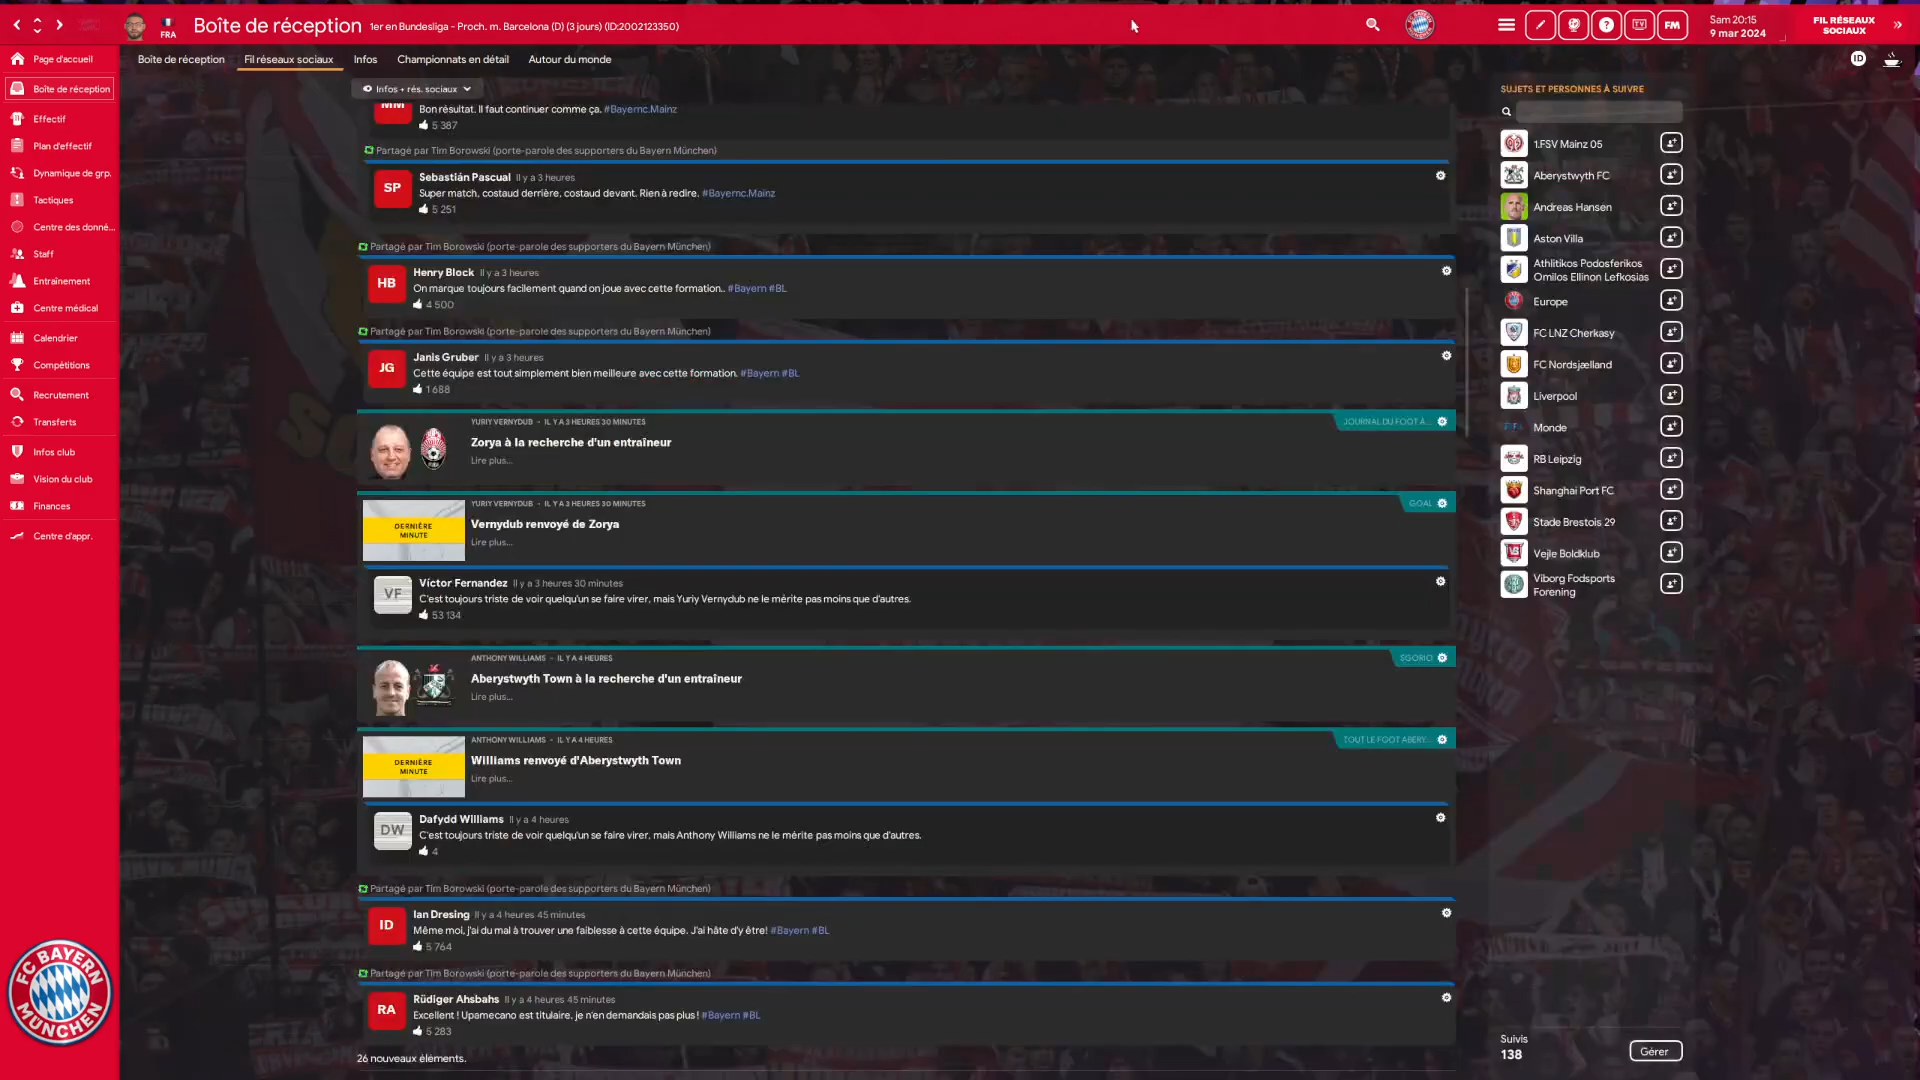 FRA
Boîte de réception
1er en Bundesliga - Proch. m. Barcelona (D) (3 jours) (ID:2002123350)
FM
Sam 20:15
9 mar 2024
FIL RÉSEAUX
SOCIAUX
Page d'accueil
Boîte de réception
Effectif
Plan d'effectif
Dynamique de grp.
Tactiques
Centre des donné...
Staff
Entraînement
Centre médical
Calendrier
Compétitions
Recrutement
Transferts
Infos club
Vision du club
Finances
Centre d'appr.
FC BAYERN
MÜNCHEN
Boîte de réception
Fil réseaux sociaux
Infos
Championnats en détail
Autour du monde
ID
Infos + rés. sociaux
MM
Bon résultat. Il faut continuer comme ça. #Bayernc.Mainz
5 387
Partagé par Tim Borowski (porte-parole des supporters du Bayern München)
SP
Sebastián Pascual Il y a 3 heures
Super match, costaud derrière, costaud devant. Rien à redire. #Bayernc.Mainz
5 251
Partagé par Tim Borowski (porte-parole des supporters du Bayern München)
HB
Henry Block Il y a 3 heures
On marque toujours facilement quand on joue avec cette formation.. #Bayern #BL
4 500
Partagé par Tim Borowski (porte-parole des supporters du Bayern München)
JG
Janis Gruber Il y a 3 heures
Cette équipe est tout simplement bien meilleure avec cette formation. #Bayern #BL
1 688
YURIY VERNYDUB - IL Y A 3 HEURES 30 MINUTES
JOURNAL DU FOOT À...
Zorya à la recherche d'un entraîneur
Lire plus...
YURIY VERNYDUB - IL Y A 3 HEURES 30 MINUTES
GOAL
DERNIÈRE
MINUTE
Vernydub renvoyé de Zorya
Lire plus...
VF
Víctor Fernandez Il y a 3 heures 30 minutes
C'est toujours triste de voir quelqu'un se faire virer, mais Yuriy Vernydub ne le mérite pas moins que d'autres.
53 134
ANTHONY WILLIAMS - IL Y A 4 HEURES
SGORIO
Aberystwyth Town à la recherche d'un entraîneur
Lire plus...
ANTHONY WILLIAMS - IL Y A 4 HEURES
TOUT LE FOOT ABERY...
DERNIÈRE
MINUTE
Williams renvoyé d'Aberystwyth Town
Lire plus...
DW
Dafydd Williams Il y a 4 heures
C'est toujours triste de voir quelqu'un se faire virer, mais Anthony Williams ne le mérite pas moins que d'autres.
4
Partagé par Tim Borowski (porte-parole des supporters du Bayern München)
ID
Ian Dresing Il y a 4 heures 45 minutes
Même moi, j'ai du mal à trouver une faiblesse à cette équipe. J'ai hâte d'y être! #Bayern #BL
5 764
Partagé par Tim Borowski (porte-parole des supporters du Bayern München)
RA
Rüdiger Ahsbahs Il y a 4 heures 45 minutes
Excellent ! Upamecano est titulaire, je n'en demandais pas plus ! #Bayern #BL
5 283
26 nouveaux éléments.
SUJETS ET PERSONNES À SUIVRE
1.FSV Mainz 05
Aberystwyth FC
Andreas Hansen
Aston Villa
Athlitikos Podosferikos
Omilos Ellinon Lefkosias
Europe
FC LNZ Cherkasy
FC Nordsjælland
Liverpool
Monde
RB Leipzig
Shanghai Port FC
Stade Brestois 29
Vejle Boldklub
Viborg Fodsports
Forening
Suivis
138
Gérer